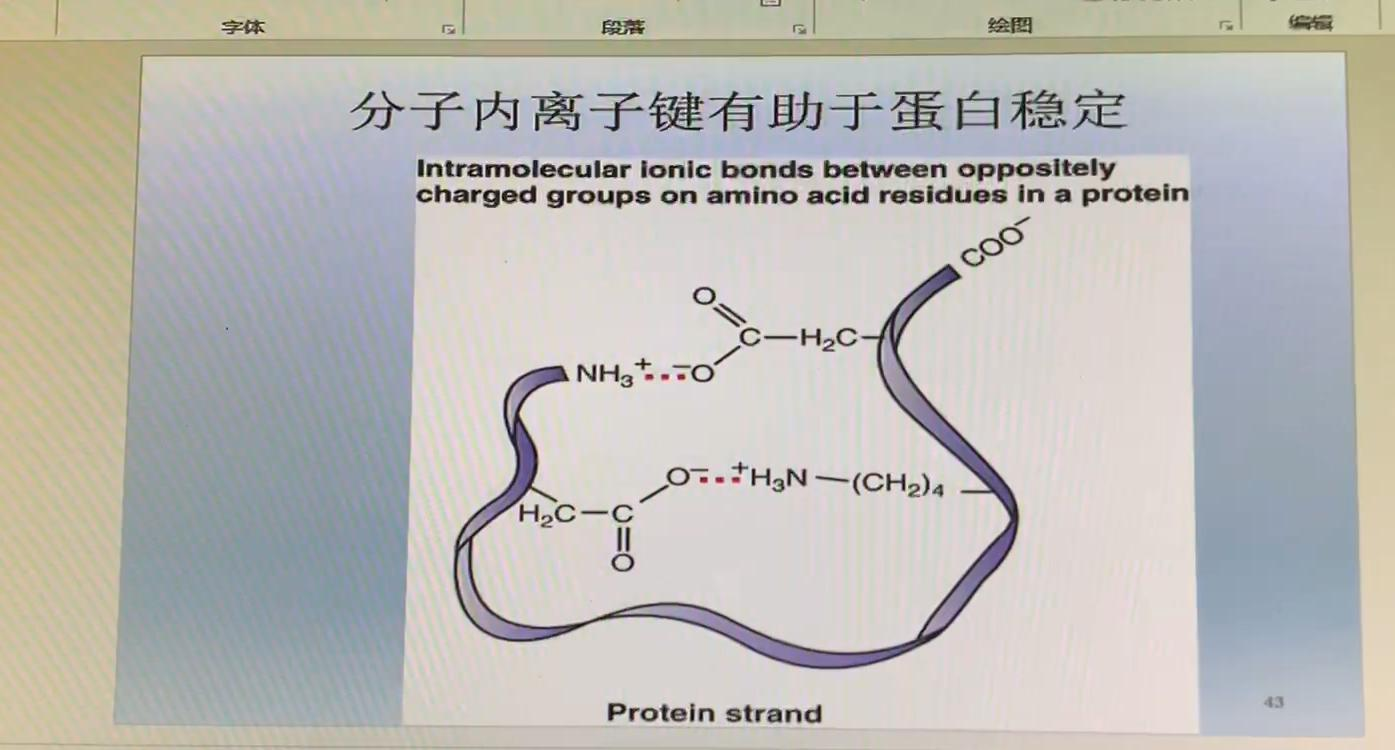 字体
段落
绘图
编辑
分子内离子键有助于蛋白稳定
Intramolecular ionic bonds between oppositely
charged groups on amino acid residues in a protein
COO⁻
O
C—H₂C—
NH₃⁺...⁻O
O⁻...⁺H₃N—(CH₂)₄—
H₂C—C
O
Protein strand
43